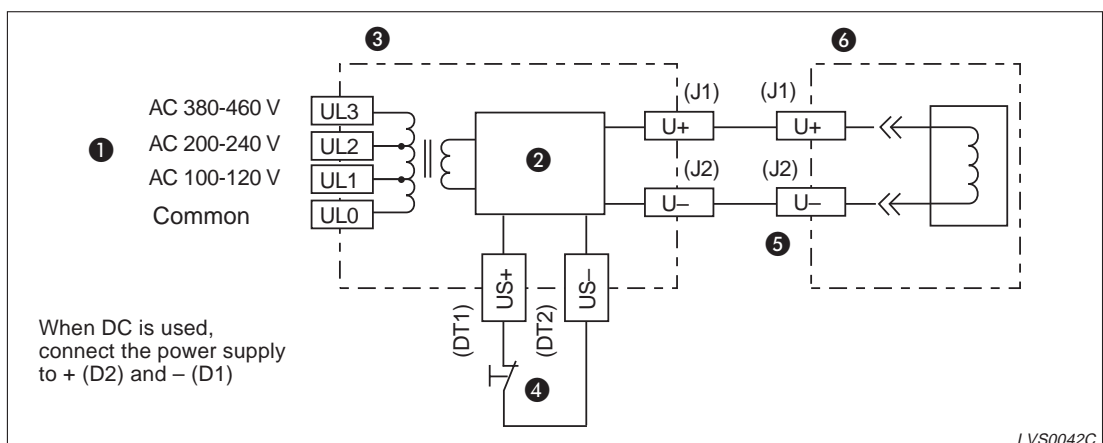 ❸
❻
AC 380-460 V
UL3
(J1)
(J1)
U+
U+
❶
AC 200-240 V
UL2
❷
AC 100-120 V
UL1
(J2)
(J2)
Common
UL0
U–
U–
❺
US+
US–
(DT1)
(DT2)
When DC is used,
connect the power supply
to + (D2) and – (D1)
❹
LVS0042C